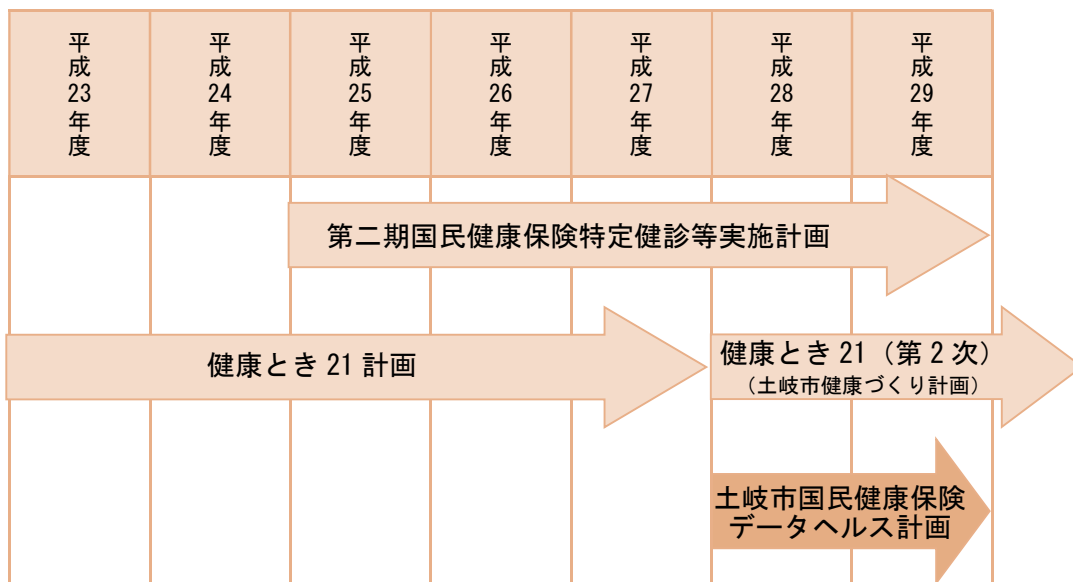 平成23年度
平成24年度
平成25年度
平成26年度
平成27年度
平成28年度
平成29年度
第二期国民健康保険特定健診等実施計画
健康とき 21 計画
健康とき 21（第 2 次）
（土岐市健康づくり計画）
土岐市国民健康保険
データヘルス計画